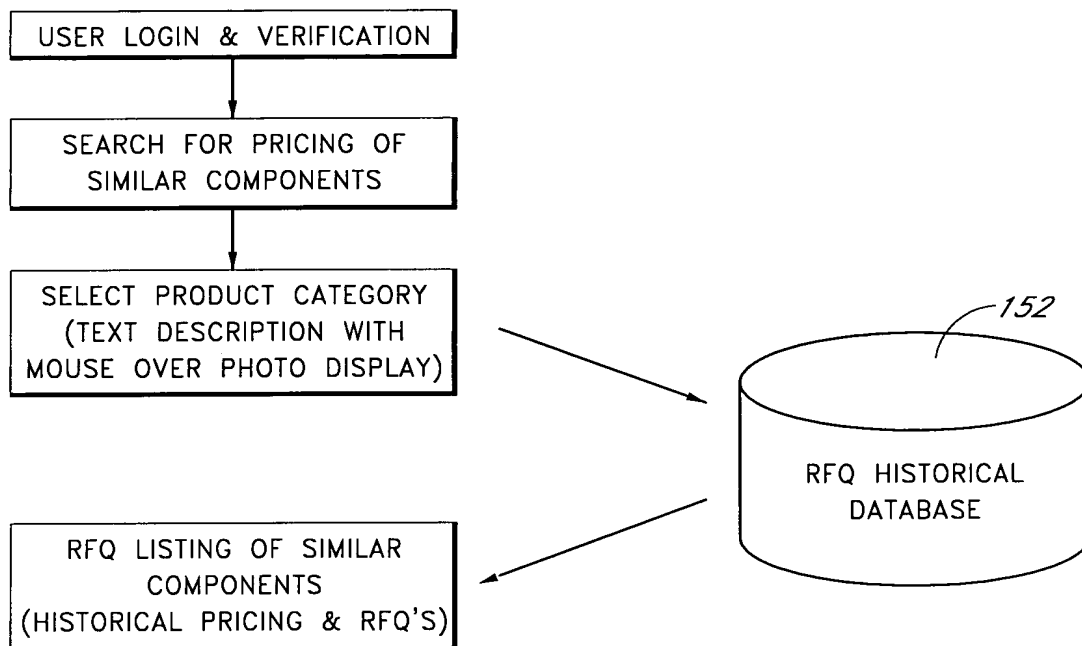 USER LOGIN & VERIFICATION
SEARCH FOR PRICING OF
SIMILAR COMPONENTS
SELECT PRODUCT CATEGORY
(TEXT DESCRIPTION WITH
MOUSE OVER PHOTO DISPLAY)
152
RFQ HISTORICAL
DATABASE
RFQ LISTING OF SIMILAR
COMPONENTS
(HISTORICAL PRICING & RFQ'S)